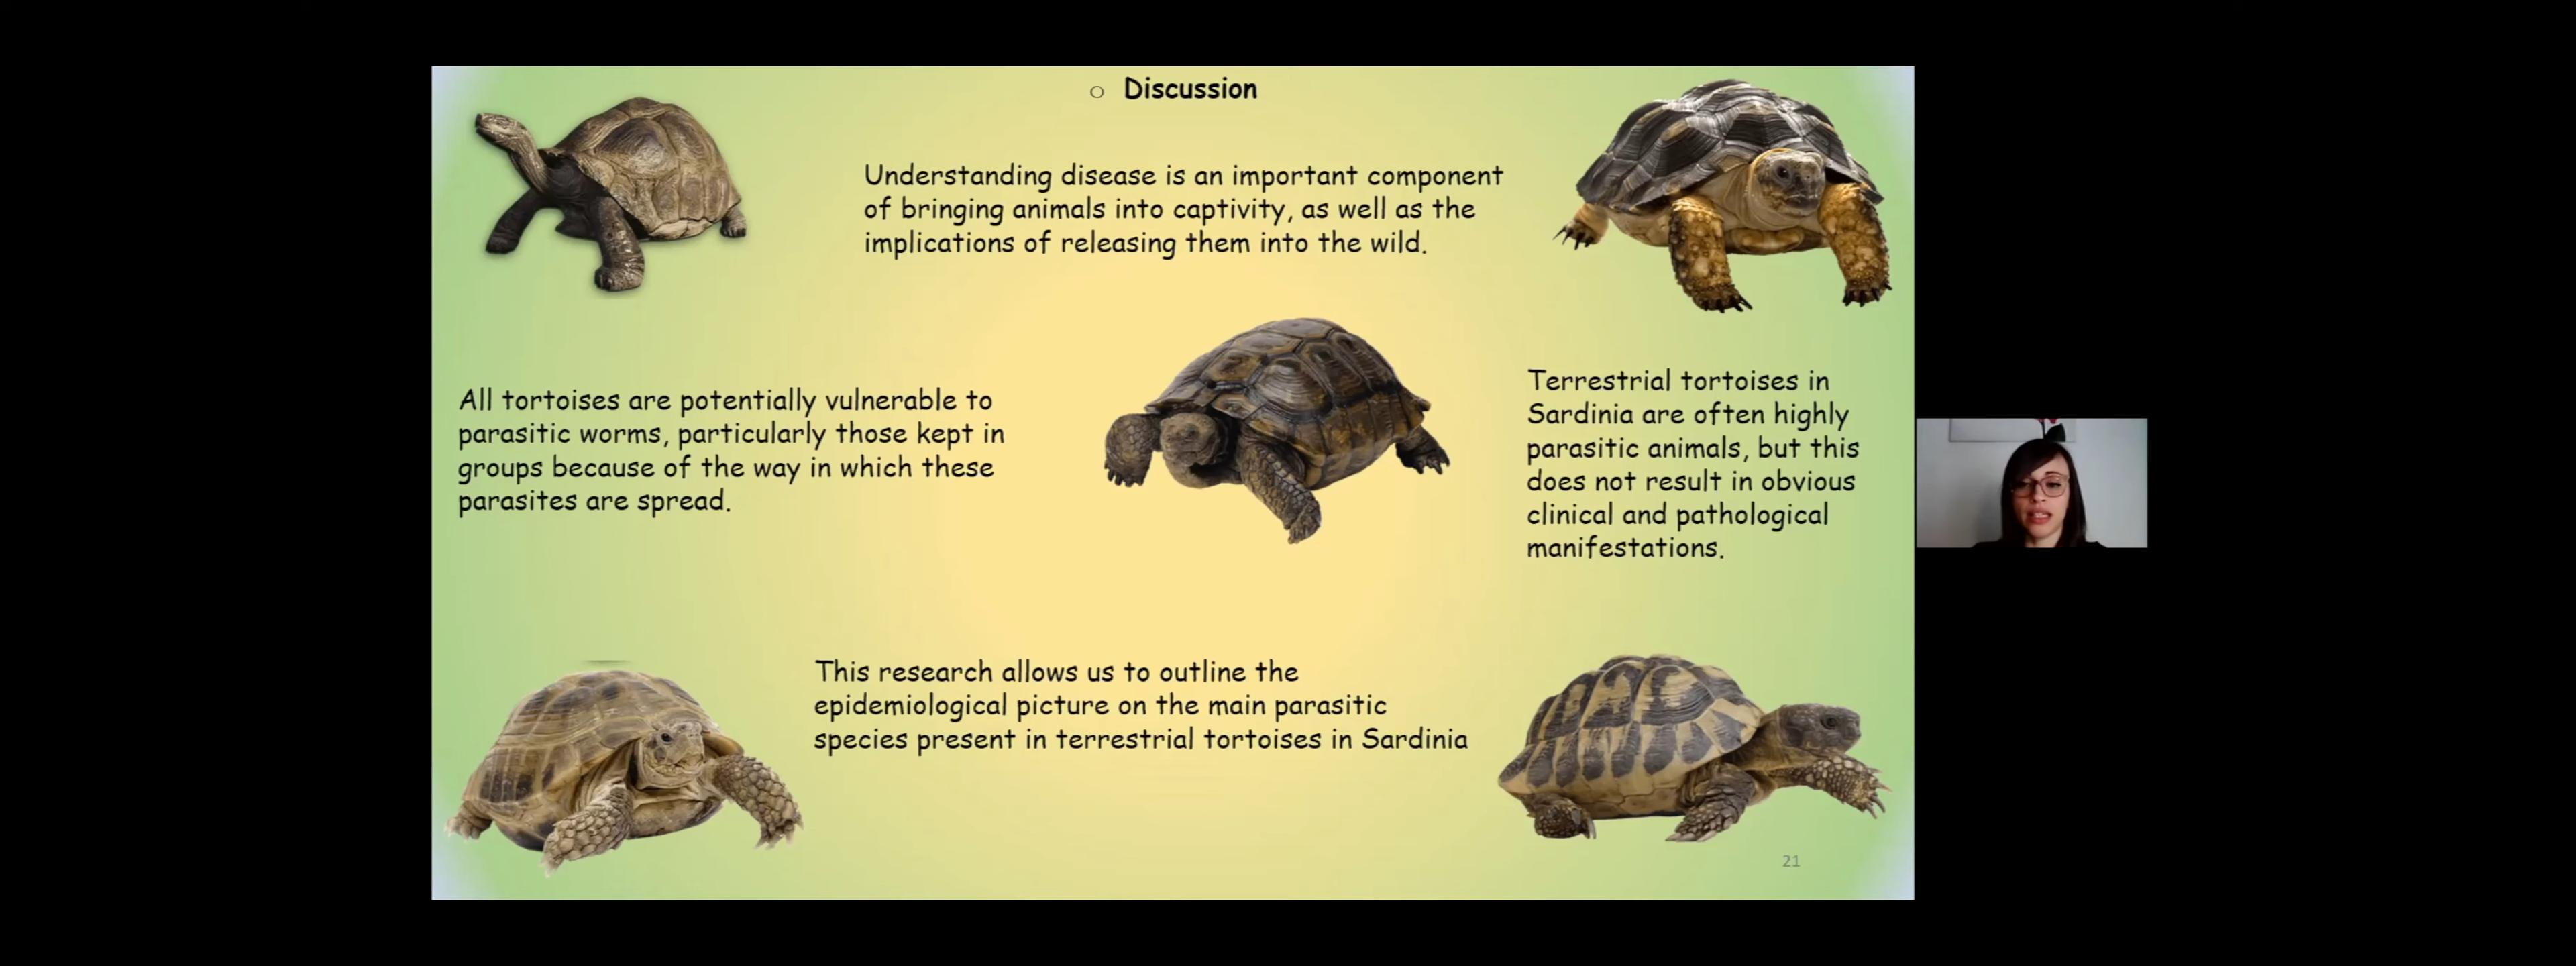 Discussion
Understanding disease is an important component
of bringing animals into captivity, as well as the
implications of releasing them into the wild.
All tortoises are potentially vulnerable to
parasitic worms, particularly those kept in
groups because of the way in which these
parasites are spread.
Terrestrial tortoises in
Sardinia are often highly
parasitic animals, but this
does not result in obvious
clinical and pathological
manifestations.
This research allows us to outline the
epidemiological picture on the main parasitic
species present in terrestrial tortoises in Sardinia
21